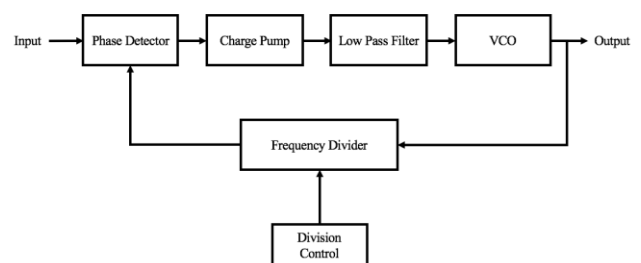 Input
Phase Detector
Charge Pump
Low Pass Filter
VCO
Output
Frequency Divider
Division
Control